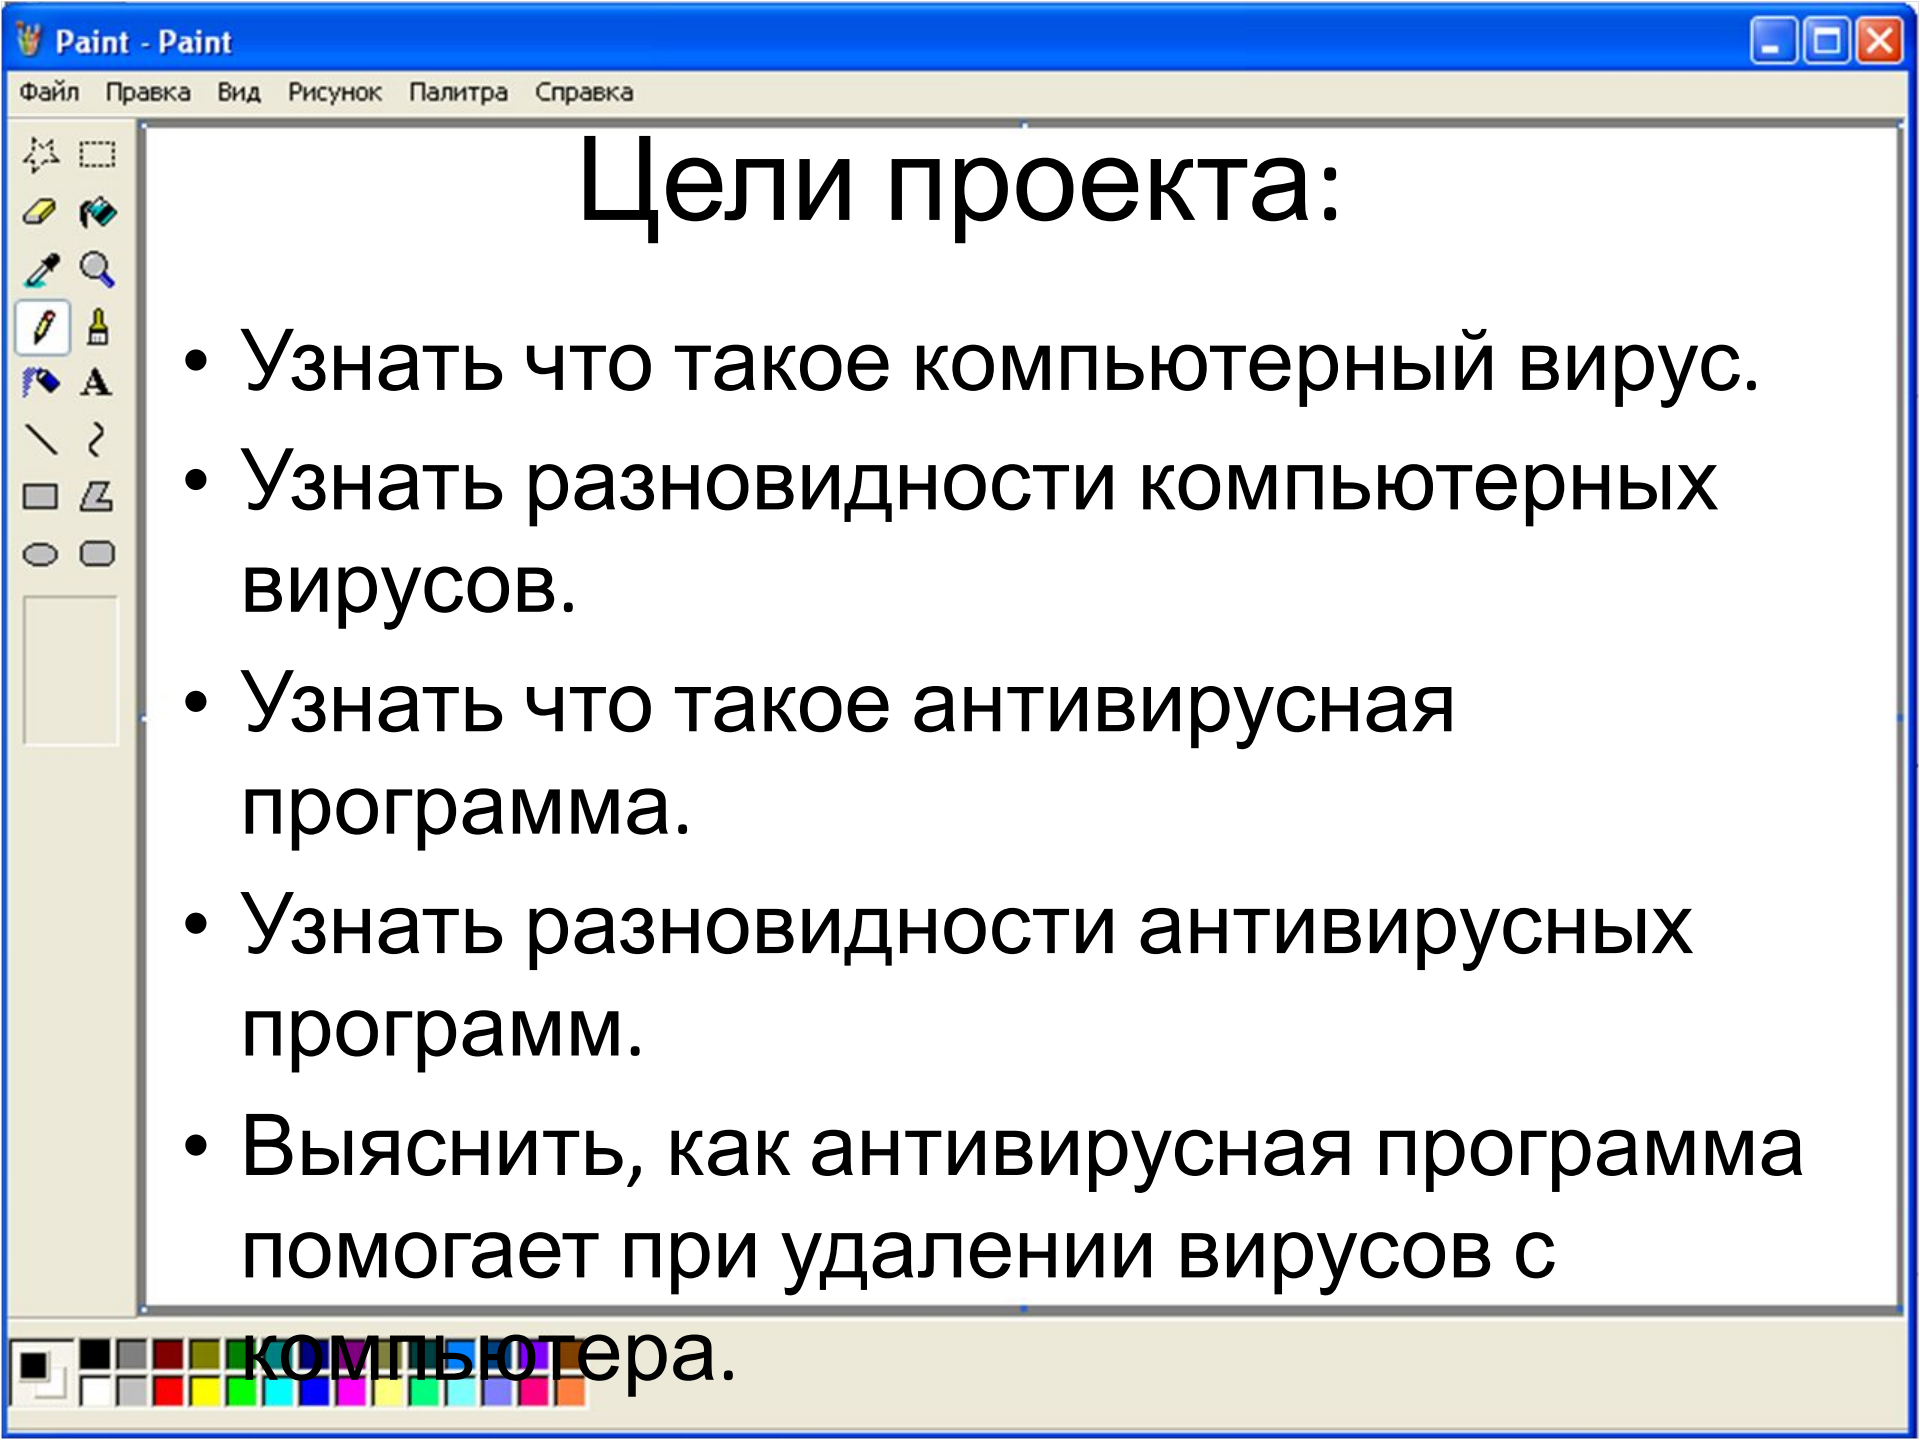 Paint - Paint
Файл Правка Вид Рисунок Палитра Справка
Цели проекта:
• Узнать что такое компьютерный вирус.
• Узнать разновидности компьютерных
вирусов.
• Узнать что такое антивирусная
программа.
• Узнать разновидности антивирусных
программ.
• Выяснить, как антивирусная программа
помогает при удалении вирусов с
компьютера.